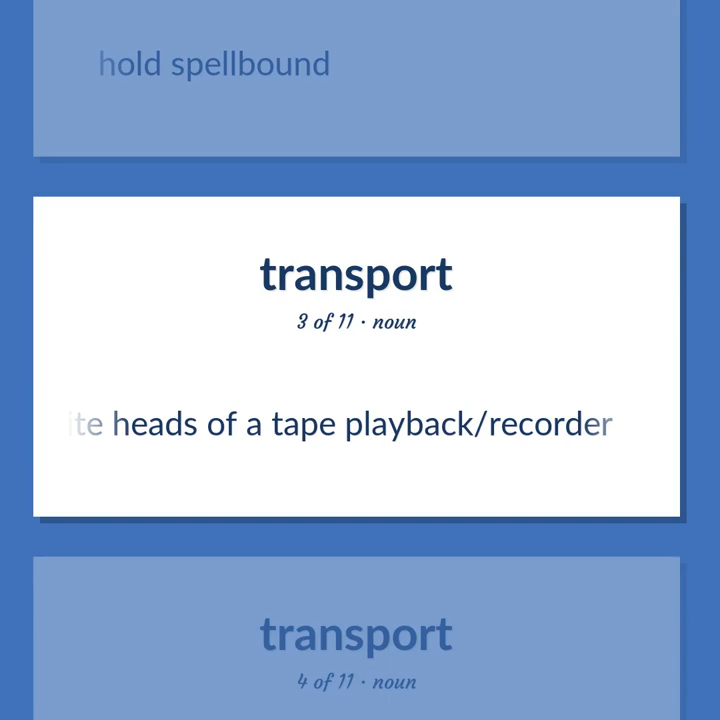 hold spellbound
transport
3 of 11 · noun
heads of a tape playback/recorder
transport
4 of 11 · noun